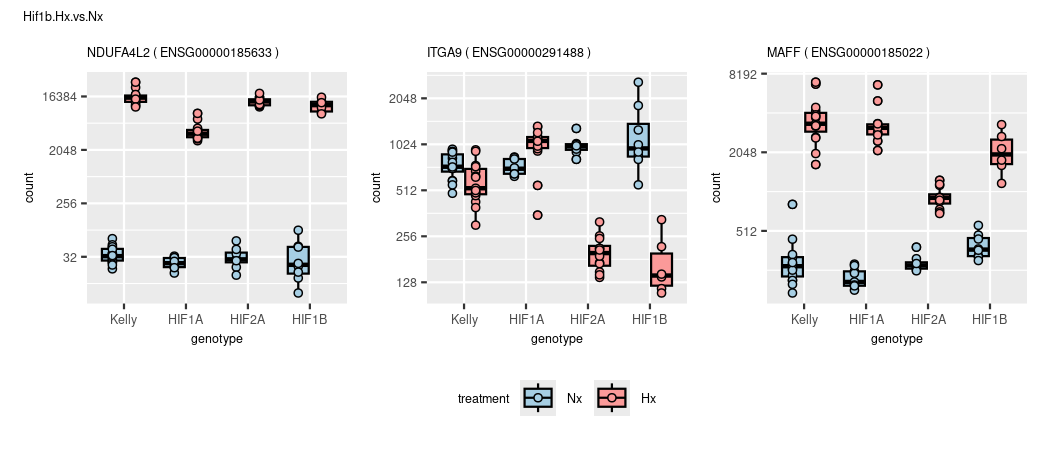 Hif1b.Hx.vs.Nx
NDUFA4L2 ( ENSG00000185633 )
ITGA9 ( ENSG00000291488 )
MAFF ( ENSG00000185022 )
count
16384
2048
256
32
Kelly
HIF1A
HIF2A
HIF1B
genotype
count
2048
1024
512
256
128
Kelly
HIF1A
HIF2A
HIF1B
genotype
count
8192
2048
512
Kelly
HIF1A
HIF2A
HIF1B
genotype
treatment Nx Hx